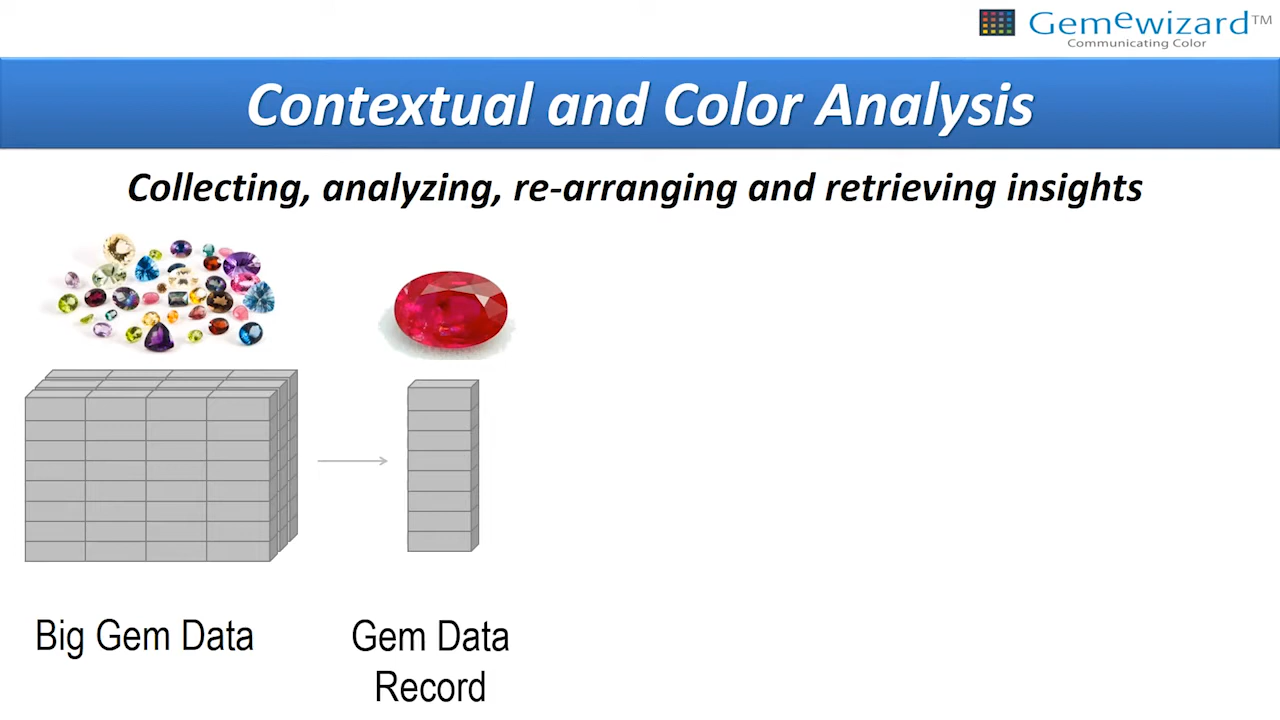 Gemewizard™
Communicating Color
Contextual and Color Analysis
Collecting, analyzing, re-arranging and retrieving insights
Big Gem Data
Gem Data
Record